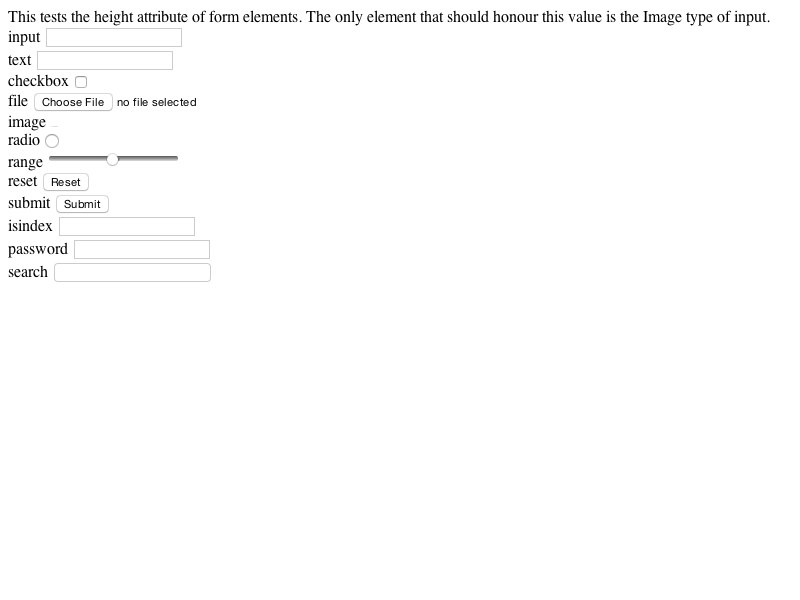 This tests the height attribute of form elements. The only element that should honour this value is the Image type of input.
input
text
checkbox
file Choose File no file selected
image
radio
range
reset Reset
submit Submit
isindex
password
search